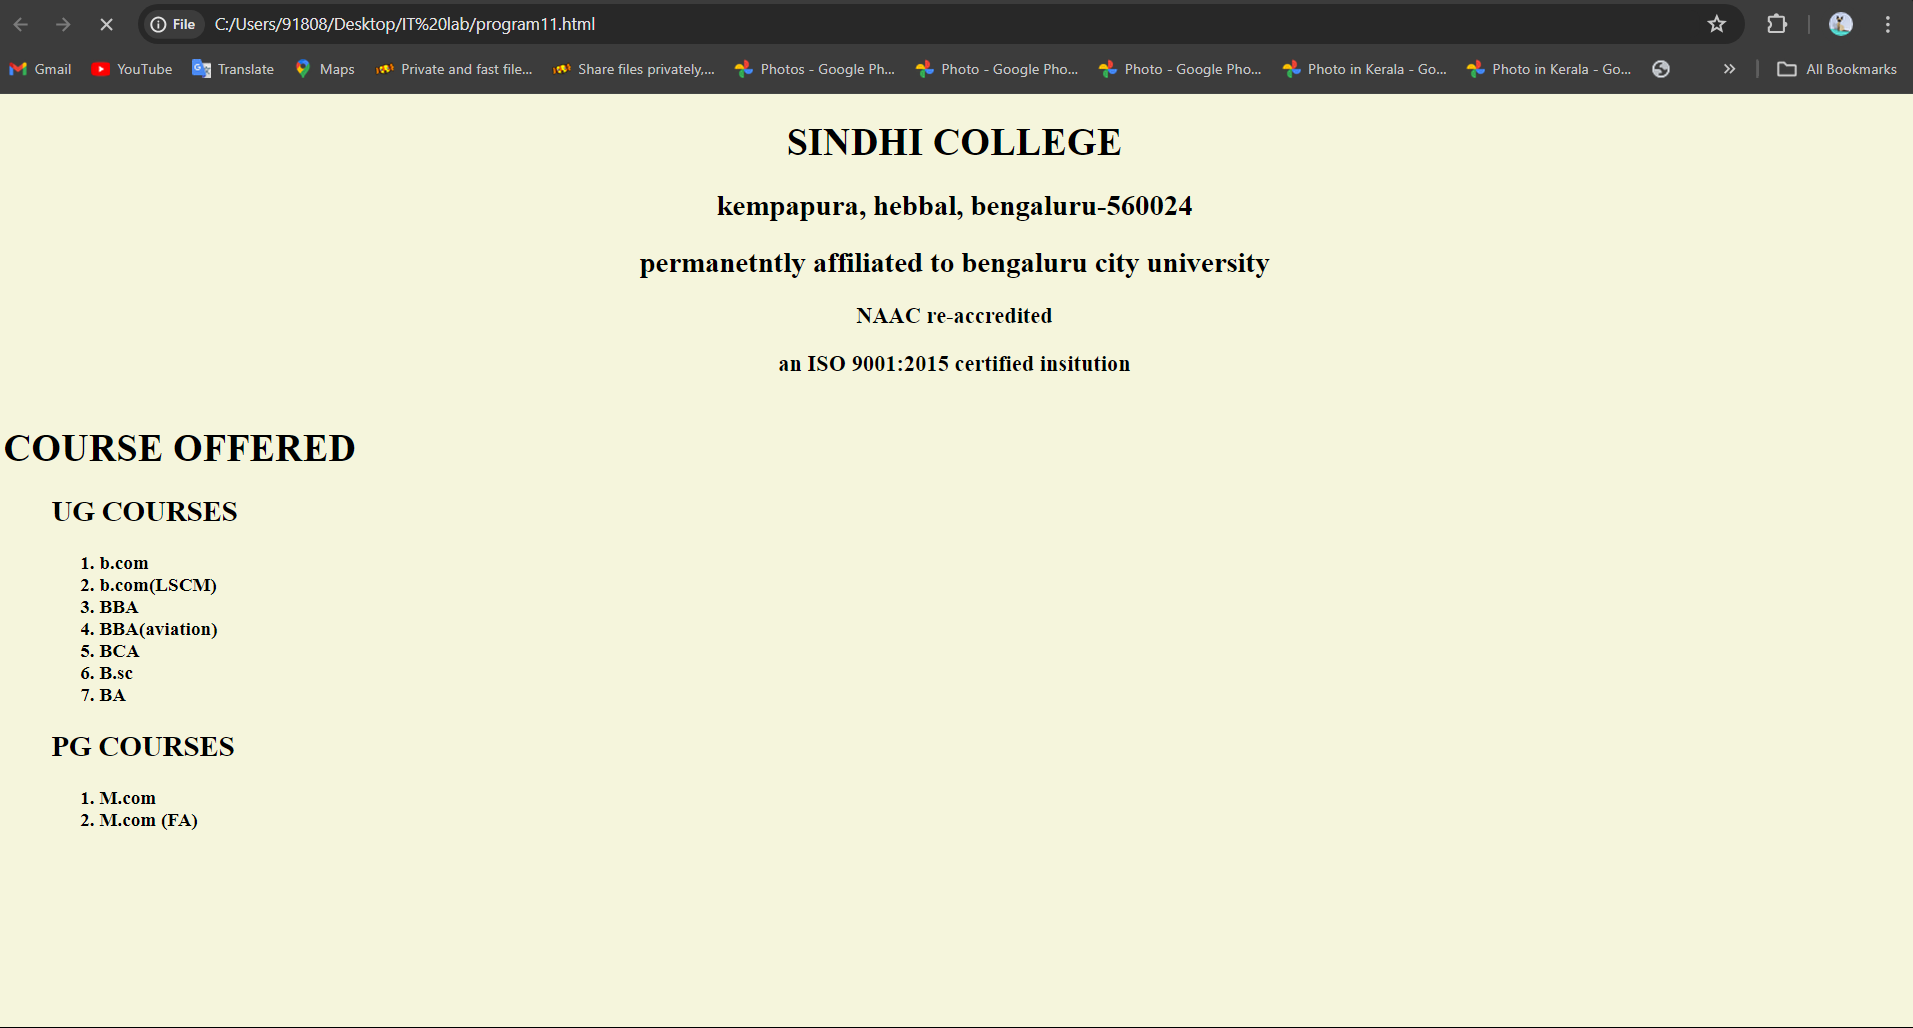 File C:/Users/91808/Desktop/IT%20lab/program11.html
Gmail YouTube Translate Maps Private and fast file... Share files privately,... Photos - Google Ph... Photo - Google Pho... Photo - Google Pho... Photo in Kerala - Go... Photo in Kerala - Go... All Bookmarks
SINDHI COLLEGE
kempapura, hebbal, bengaluru-560024
permanetntly affiliated to bengaluru city university
NAAC re-accredited
an ISO 9001:2015 certified insitution
COURSE OFFERED
UG COURSES
1. b.com
2. b.com(LSCM)
3. BBA
4. BBA(aviation)
5. BCA
6. B.sc
7. BA
PG COURSES
1. M.com
2. M.com (FA)